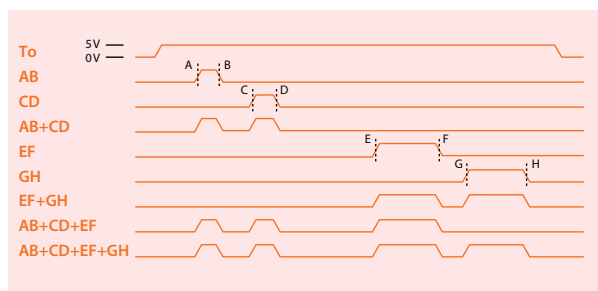 To 5V
0V
AB A B
CD C D
AB+CD
EF E F
GH G H
EF+GH
AB+CD+EF
AB+CD+EF+GH